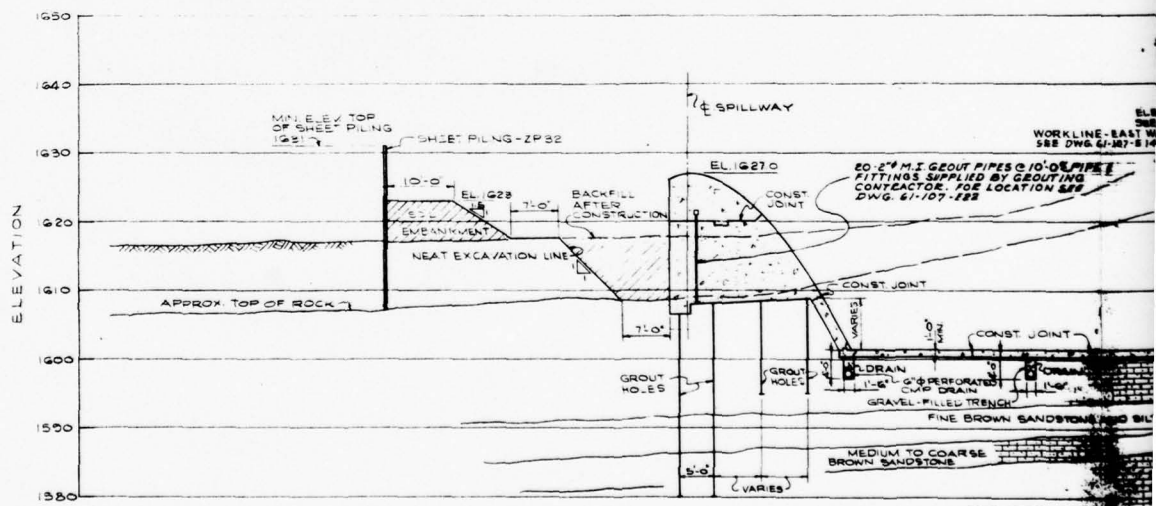 1650
1640
1630
1620
1610
1600
1590
1580
ELEVATION
MIN. ELEV. TOP
OF SHEET PILING
1631
SHEET PILING-ZP32
℄ SPILLWAY
WORKLINE-EAST
SEE DWG. 61-107-
EL. 1627.0
20-2"φ M.I. GROUT PIPES @ 10'-0"
FITTINGS SUPPLIED BY GROUTING
CONTRACTOR. FOR LOCATION SEE
DWG. 61-107-222
10'-0"
EL. 1623
7'-0"
BACKFILL
AFTER
CONSTRUCTION
CONST.
JOINT
EMBANKMENT
NEAT EXCAVATION LINE
APPROX. TOP OF ROCK
7'-0"
CONST. JOINT
VARIES
1'-0"
MIN.
CONST. JOINT
GROUT
HOLES
GROUT
HOLES
DRAIN
1'-6"
6"φ PERFORATED
CMP DRAIN
GRAVEL-FILLED TRENCH
DRAIN
1'-6"
FINE BROWN SANDSTONE AND
MEDIUM TO COARSE
BROWN SANDSTONE
5'-0"
VARIES